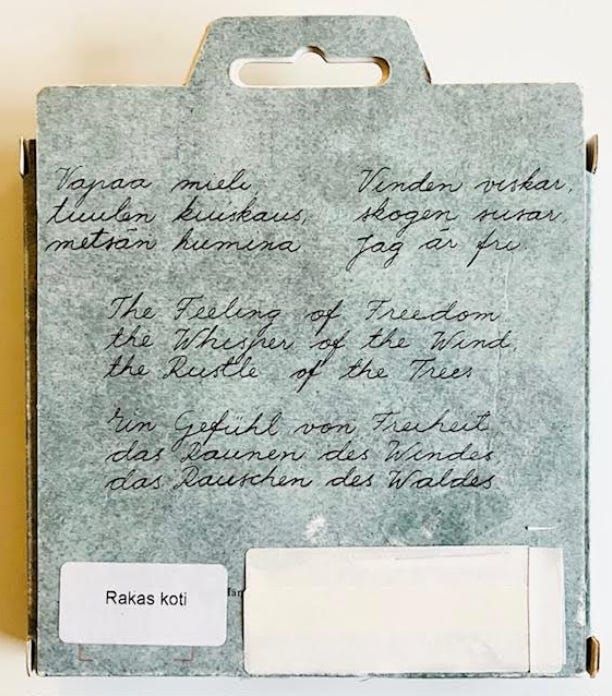 Vapaa mieli,
tuulen kuiskaus,
metsän humina
Vinden viskar,
skogen susar,
Jag är fri.
The Feeling of Freedom,
the Whisper of the Wind,
the Rustle of the Trees
Ein Gefühl von Freiheit,
das Raunen des Windes
das Rauschen des Waldes
Rakas koti